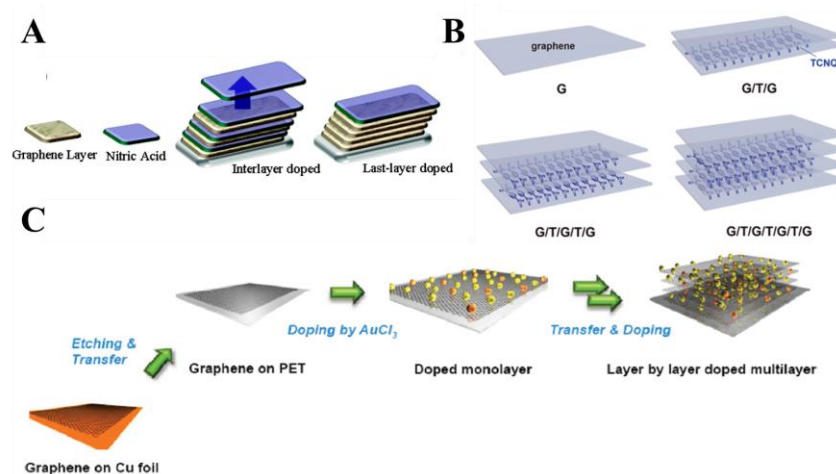 A
Graphene Layer
Nitric Acid
Interlayer doped
Last-layer doped
B
graphene
TCNQ
G
G/T/G
G/T/G/T/G
G/T/G/T/G/T/G
C
Etching &
Transfer
Graphene on Cu foil
Graphene on PET
Doping by AuCl3
Doped monolayer
Transfer & Doping
Layer by layer doped multilayer